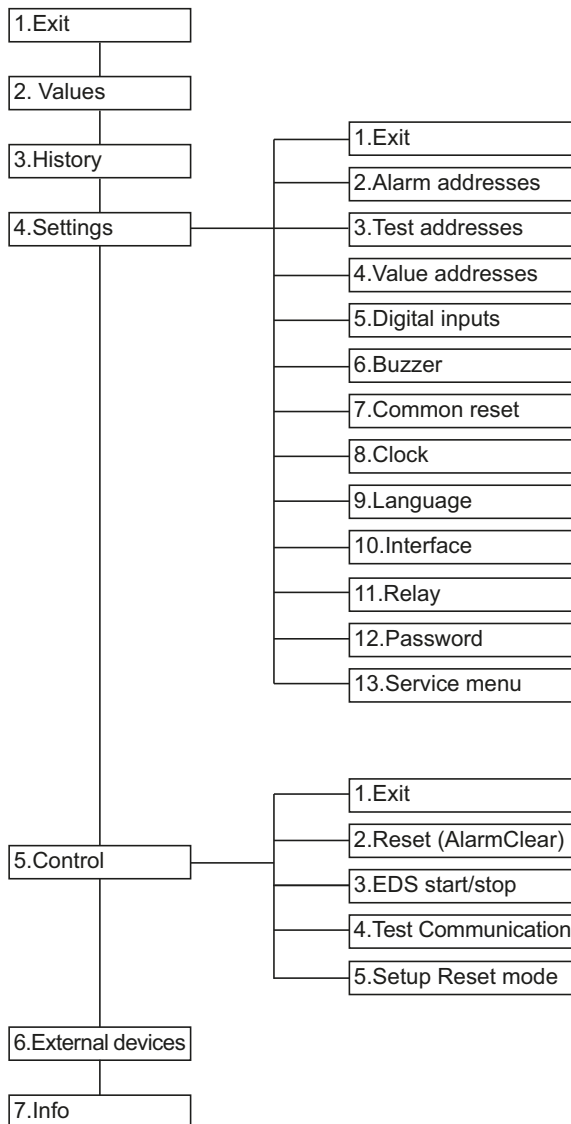 1.Exit
2. Values
3.History
4.Settings
1.Exit
2.Alarm addresses
3.Test addresses
4.Value addresses
5.Digital inputs
6.Buzzer
7.Common reset
8.Clock
9.Language
10.Interface
11.Relay
12.Password
13.Service menu
5.Control
1.Exit
2.Reset (AlarmClear)
3.EDS start/stop
4.Test Communication
5.Setup Reset mode
6.External devices
7.Info